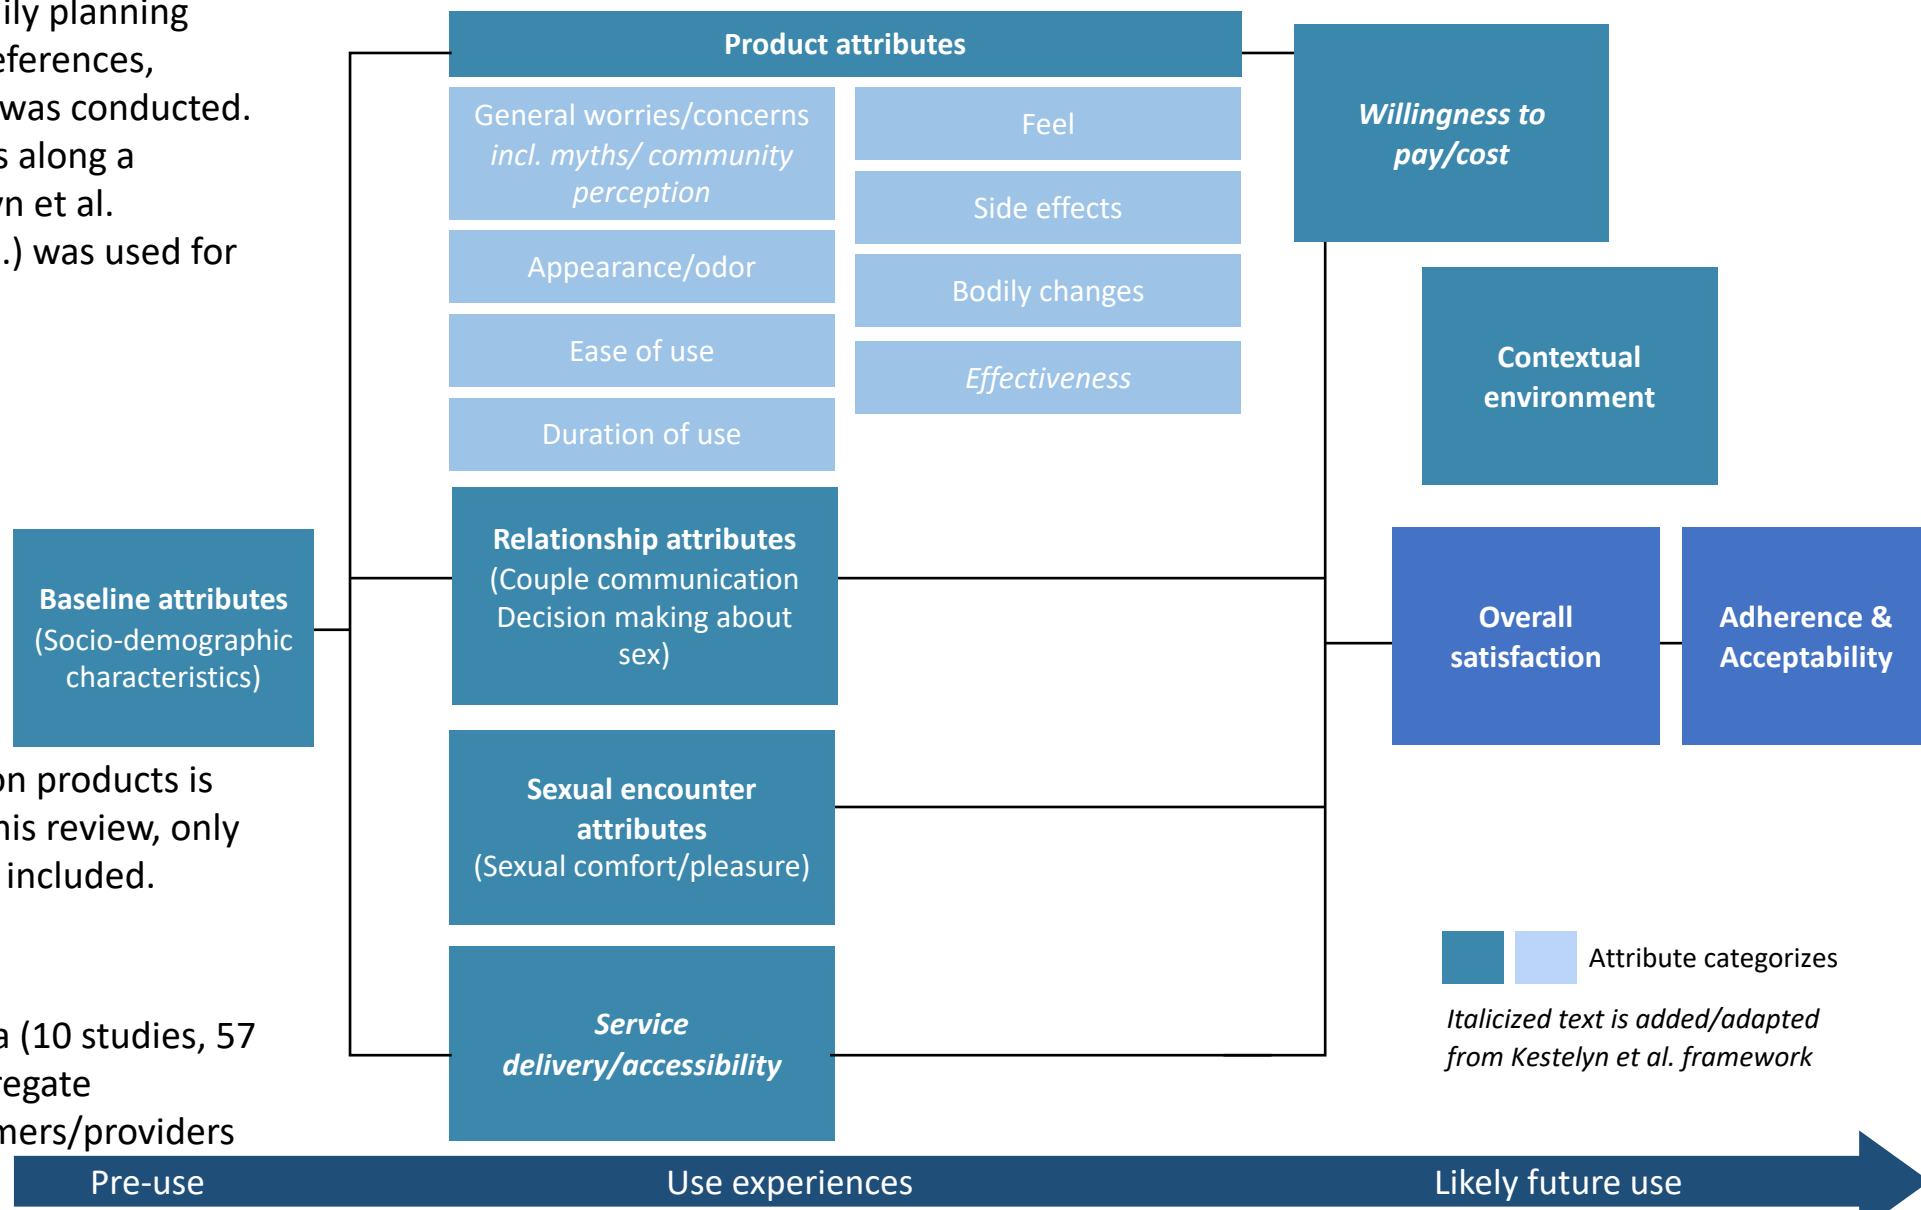 ily planning
eferences,
was conducted.
s along a
n et al.
.) was used for
on products is
his review, only
included.
a (10 studies, 57
regate
mers/providers
Baseline attributes
(Socio-demographic
characteristics)
Product attributes
General worries/concerns
incl. myths/ community
perception
Appearance/odor
Ease of use
Duration of use
Feel
Side effects
Bodily changes
Effectiveness
Relationship attributes
(Couple communication
Decision making about
sex)
Sexual encounter
attributes
(Sexual comfort/pleasure)
Service
delivery/accessibility
Willingness to
pay/cost
Contextual
environment
Overall
satisfaction
Adherence &
Acceptability
Attribute categorizes
Italicized text is added/adapted
from Kestelyn et al. framework
Pre-use
Use experiences
Likely future use